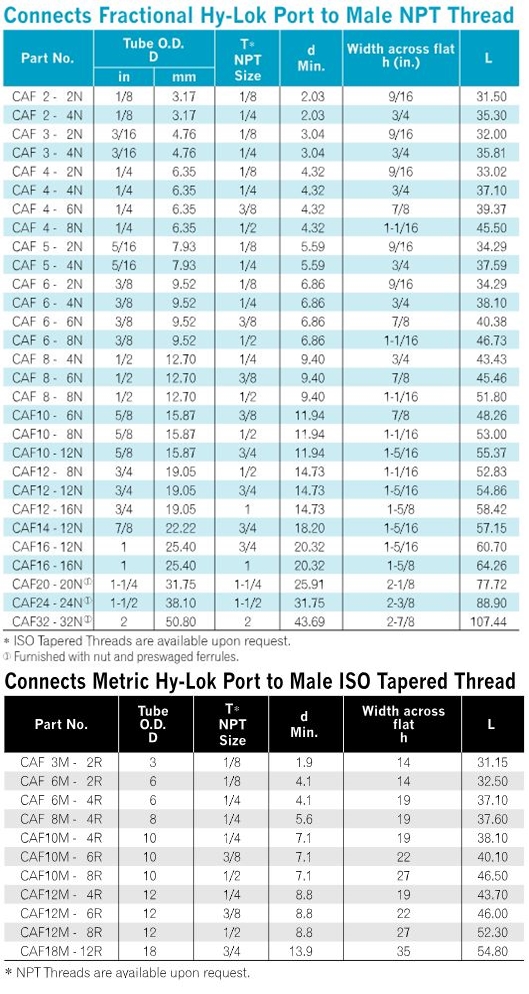 Connects Fractional Hy-Lok Port to Male NPT Thread
Part No. Tube O.D. D T* NPT Size d Min. Width across flat h (in.) L
in mm
CAF 2 - 2N 1/8 3.17 1/8 2.03 9/16 31.50
CAF 2 - 4N 1/8 3.17 1/4 2.03 3/4 35.30
CAF 3 - 2N 3/16 4.76 1/8 3.04 9/16 32.00
CAF 3 - 4N 3/16 4.76 1/4 3.04 3/4 35.81
CAF 4 - 2N 1/4 6.35 1/8 4.32 9/16 33.02
CAF 4 - 4N 1/4 6.35 1/4 4.32 3/4 37.10
CAF 4 - 6N 1/4 6.35 3/8 4.32 7/8 39.37
CAF 4 - 8N 1/4 6.35 1/2 4.32 1-1/16 45.50
CAF 5 - 2N 5/16 7.93 1/8 5.59 9/16 34.29
CAF 5 - 4N 5/16 7.93 1/4 5.59 3/4 37.59
CAF 6 - 2N 3/8 9.52 1/8 6.86 9/16 34.29
CAF 6 - 4N 3/8 9.52 1/4 6.86 3/4 38.10
CAF 6 - 6N 3/8 9.52 3/8 6.86 7/8 40.38
CAF 6 - 8N 3/8 9.52 1/2 6.86 1-1/16 46.73
CAF 8 - 4N 1/2 12.70 1/4 9.40 3/4 43.43
CAF 8 - 6N 1/2 12.70 3/8 9.40 7/8 45.46
CAF 8 - 8N 1/2 12.70 1/2 9.40 1-1/16 51.80
CAF10 - 6N 5/8 15.87 3/8 11.94 7/8 48.26
CAF10 - 8N 5/8 15.87 1/2 11.94 1-1/16 53.00
CAF10 - 12N 5/8 15.87 3/4 11.94 1-5/16 55.37
CAF12 - 8N 3/4 19.05 1/2 14.73 1-1/16 52.83
CAF12 - 12N 3/4 19.05 3/4 14.73 1-5/16 54.86
CAF12 - 16N 3/4 19.05 1 14.73 1-5/8 58.42
CAF14 - 12N 7/8 22.22 3/4 18.20 1-5/16 57.15
CAF16 - 12N 1 25.40 3/4 20.32 1-5/16 60.70
CAF16 - 16N 1 25.40 1 20.32 1-5/8 64.26
CAF20 - 20N① 1-1/4 31.75 1-1/4 25.91 2-1/8 77.72
CAF24 - 24N① 1-1/2 38.10 1-1/2 31.75 2-3/8 88.90
CAF32 - 32N① 2 50.80 2 43.69 2-7/8 107.44
* ISO Tapered Threads are available upon request.
① Furnished with nut and preswaged ferrules.
Connects Metric Hy-Lok Port to Male ISO Tapered Thread
Part No. Tube O.D. D T* NPT Size d Min. Width across flat h L
CAF 3M - 2R 3 1/8 1.9 14 31.15
CAF 6M - 2R 6 1/8 4.1 14 32.50
CAF 6M - 4R 6 1/4 4.1 19 37.10
CAF 8M - 4R 8 1/4 5.6 19 37.60
CAF10M - 4R 10 1/4 7.1 19 38.10
CAF10M - 6R 10 3/8 7.1 22 40.10
CAF10M - 8R 10 1/2 7.1 27 46.50
CAF12M - 4R 12 1/4 8.8 19 43.70
CAF12M - 6R 12 3/8 8.8 22 46.00
CAF12M - 8R 12 1/2 8.8 27 52.30
CAF18M - 12R 18 3/4 13.9 35 54.80
* NPT Threads are available upon request.